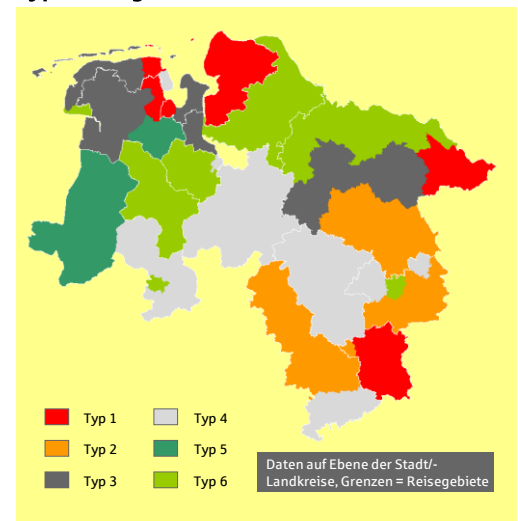 Typ 1
Typ 4
Typ 2
Typ 5
Typ 3
Typ 6
Daten auf Ebene der Stadt/-
Landkreise, Grenzen = Reisegebiete